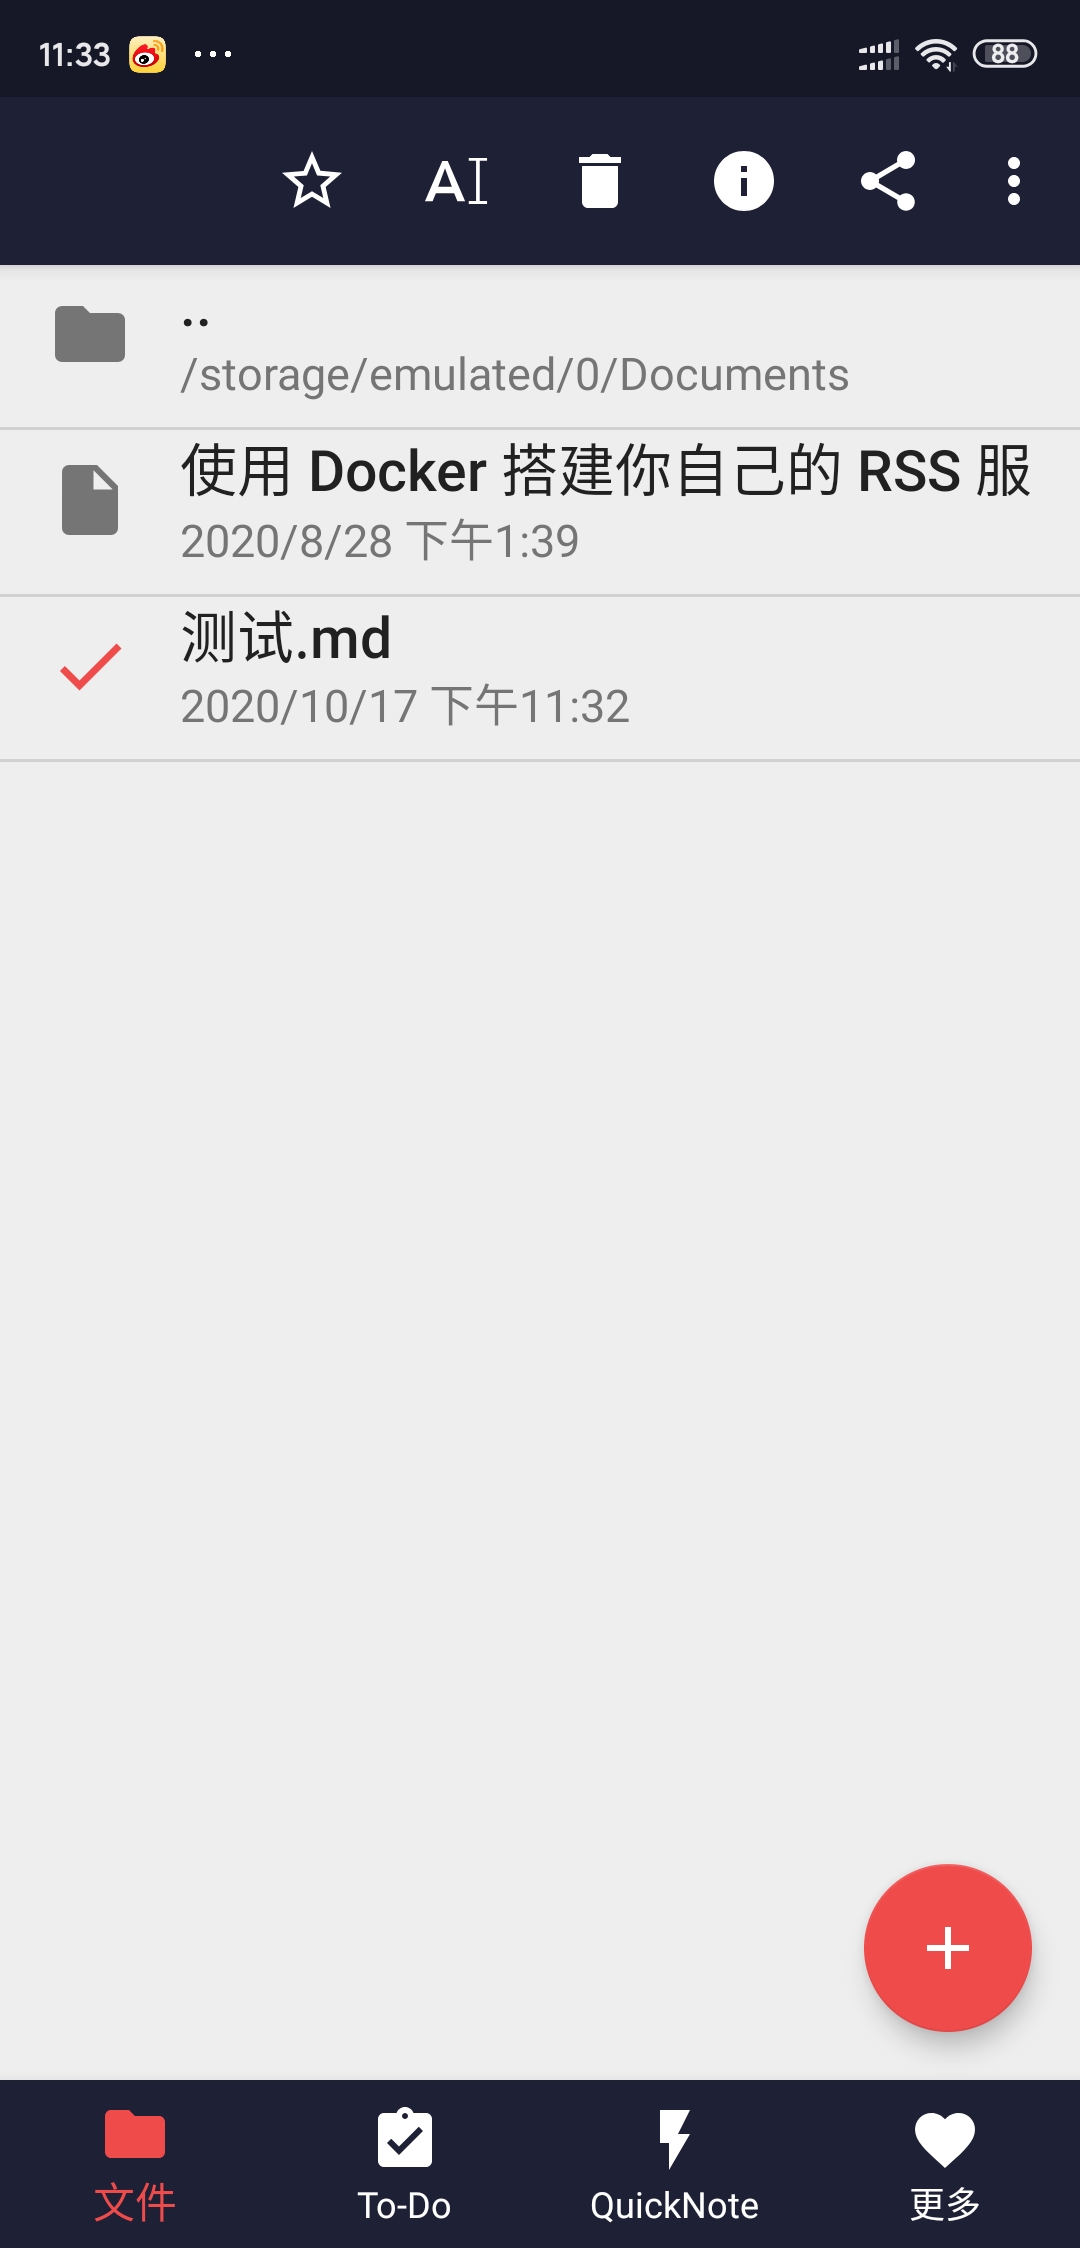 11:33
88
..
/storage/emulated/0/Documents
使用 Docker 搭建你自己的 RSS 服
2020/8/28 下午1:39
测试.md
2020/10/17 下午11:32
文件
To-Do
QuickNote
更多